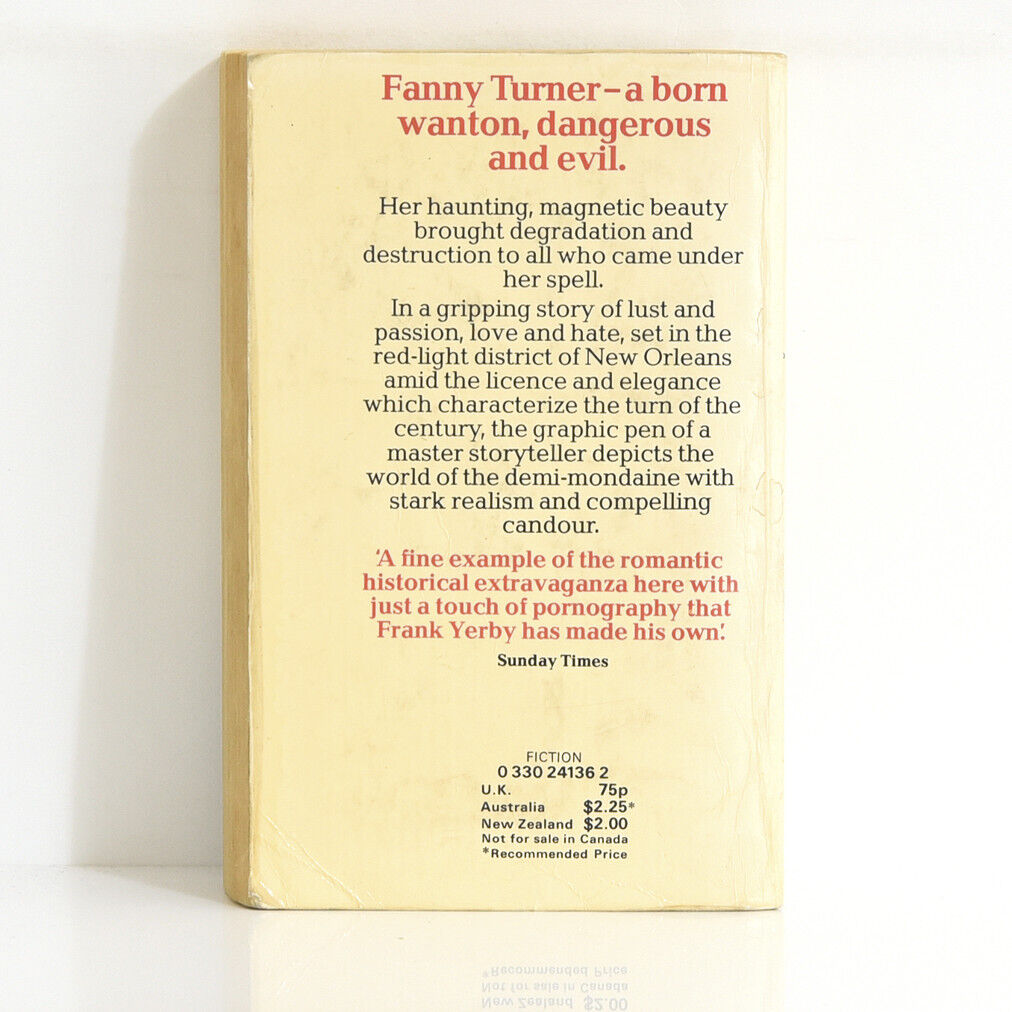 Fanny Turner–a born
wanton, dangerous
and evil.
Her haunting, magnetic beauty
brought degradation and
destruction to all who came under
her spell.
In a gripping story of lust and
passion, love and hate, set in the
red-light district of New Orleans
amid the licence and elegance
which characterize the turn of the
century, the graphic pen of a
master storyteller depicts the
world of the demi-mondaine with
stark realism and compelling
candour.
'A fine example of the romantic
historical extravaganza here with
just a touch of pornography that
Frank Yerby has made his own'.
Sunday Times
FICTION
0 330 24136 2
U.K. 75p
Australia $2.25*
New Zealand $2.00
Not for sale in Canada
*Recommended Price